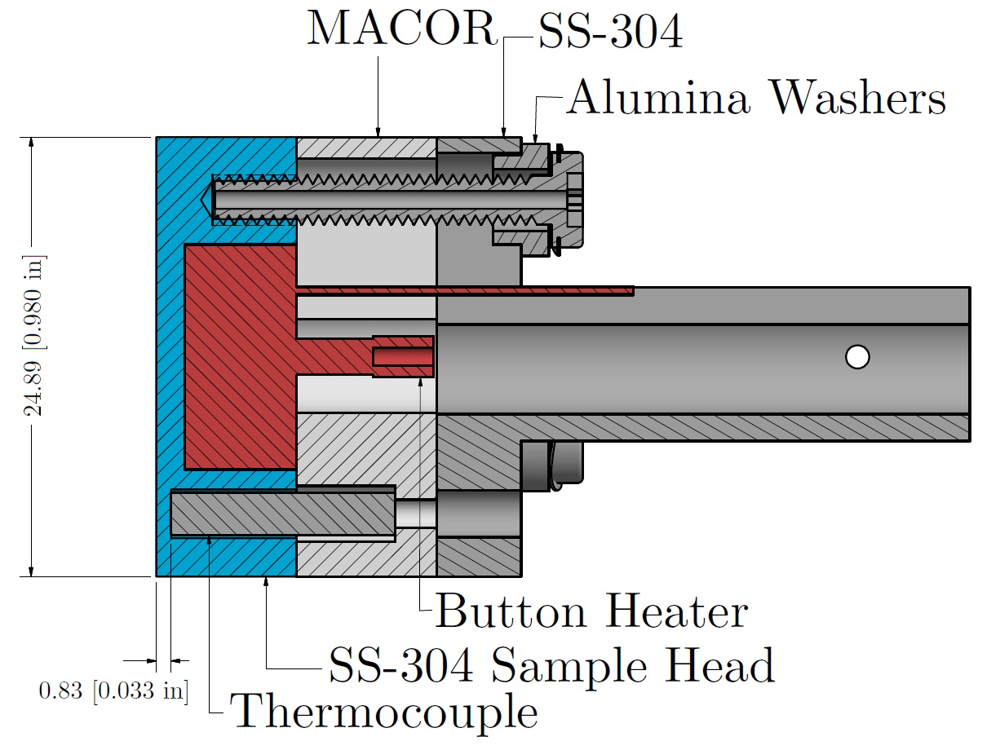 MACOR
SS-304
Alumina Washers
24.89 [0.980 in]
Button Heater
SS-304 Sample Head
0.83 [0.033 in]
Thermocouple